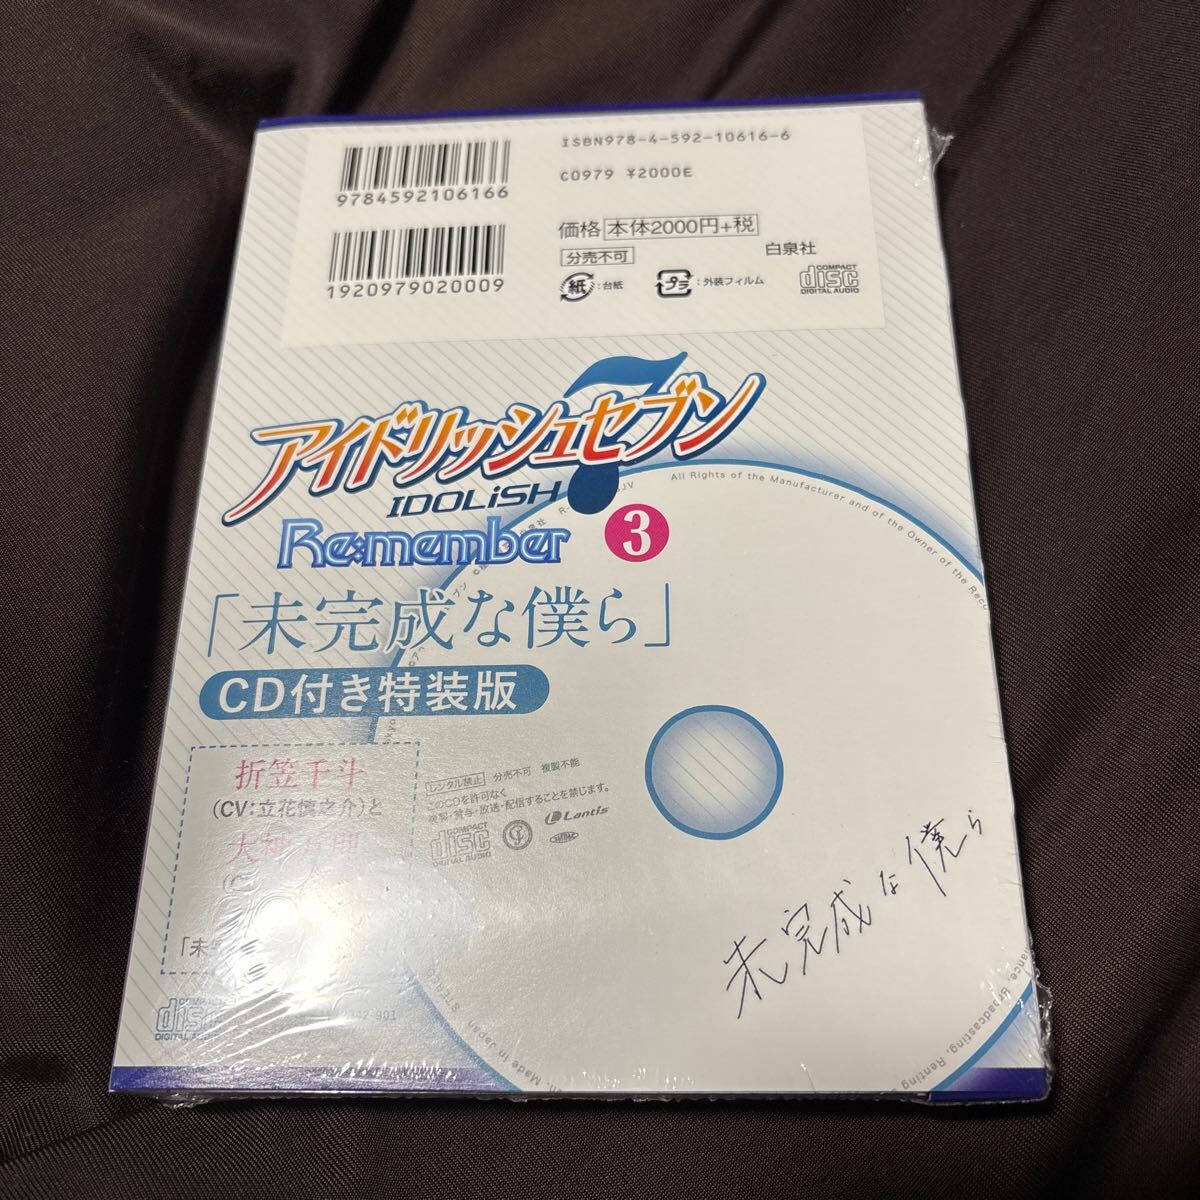 ISBN978-4-592-10616-6
C0979 ¥2000E
9784592106166
価格 本体2000円+税
白泉社
分売不可
1920979020009
紙:台紙
プラ:外装フィルム
COMPACT
disc
DIGITAL AUDIO
アイドリッシュセブン
7
IDOLiSH
Re:member
3
All Rights of the Manufacturer and of the Owner of the Reco
「未完成な僕ら」
CD付き特装版
折笠千斗
(CV:立花慎之介)と
レンタル禁止 分売不可 複製不能
このCDを許可なく
複製・貸与・放送・配信することを禁じます。
COMPACT
disc
DIGITAL AUDIO
Lantis
未完成な僕ら
COMPACT
disc
DIGITAL AUDIO
Made in Japan
Broadcasting, Renting